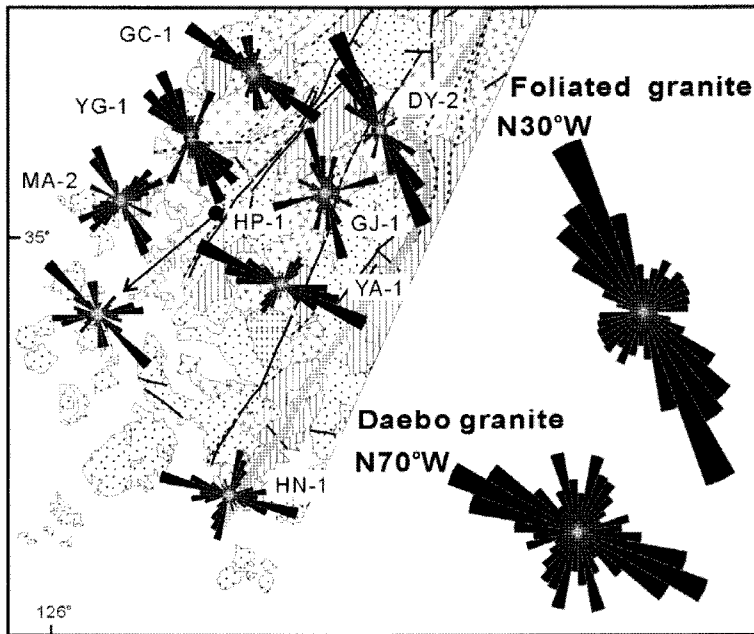 GC-1
YG-1
DY-2
Foliated granite
N30°W
MA-2
HP-1
GJ-1
35°
YA-1
Daebo granite
N70°W
HN-1
126°